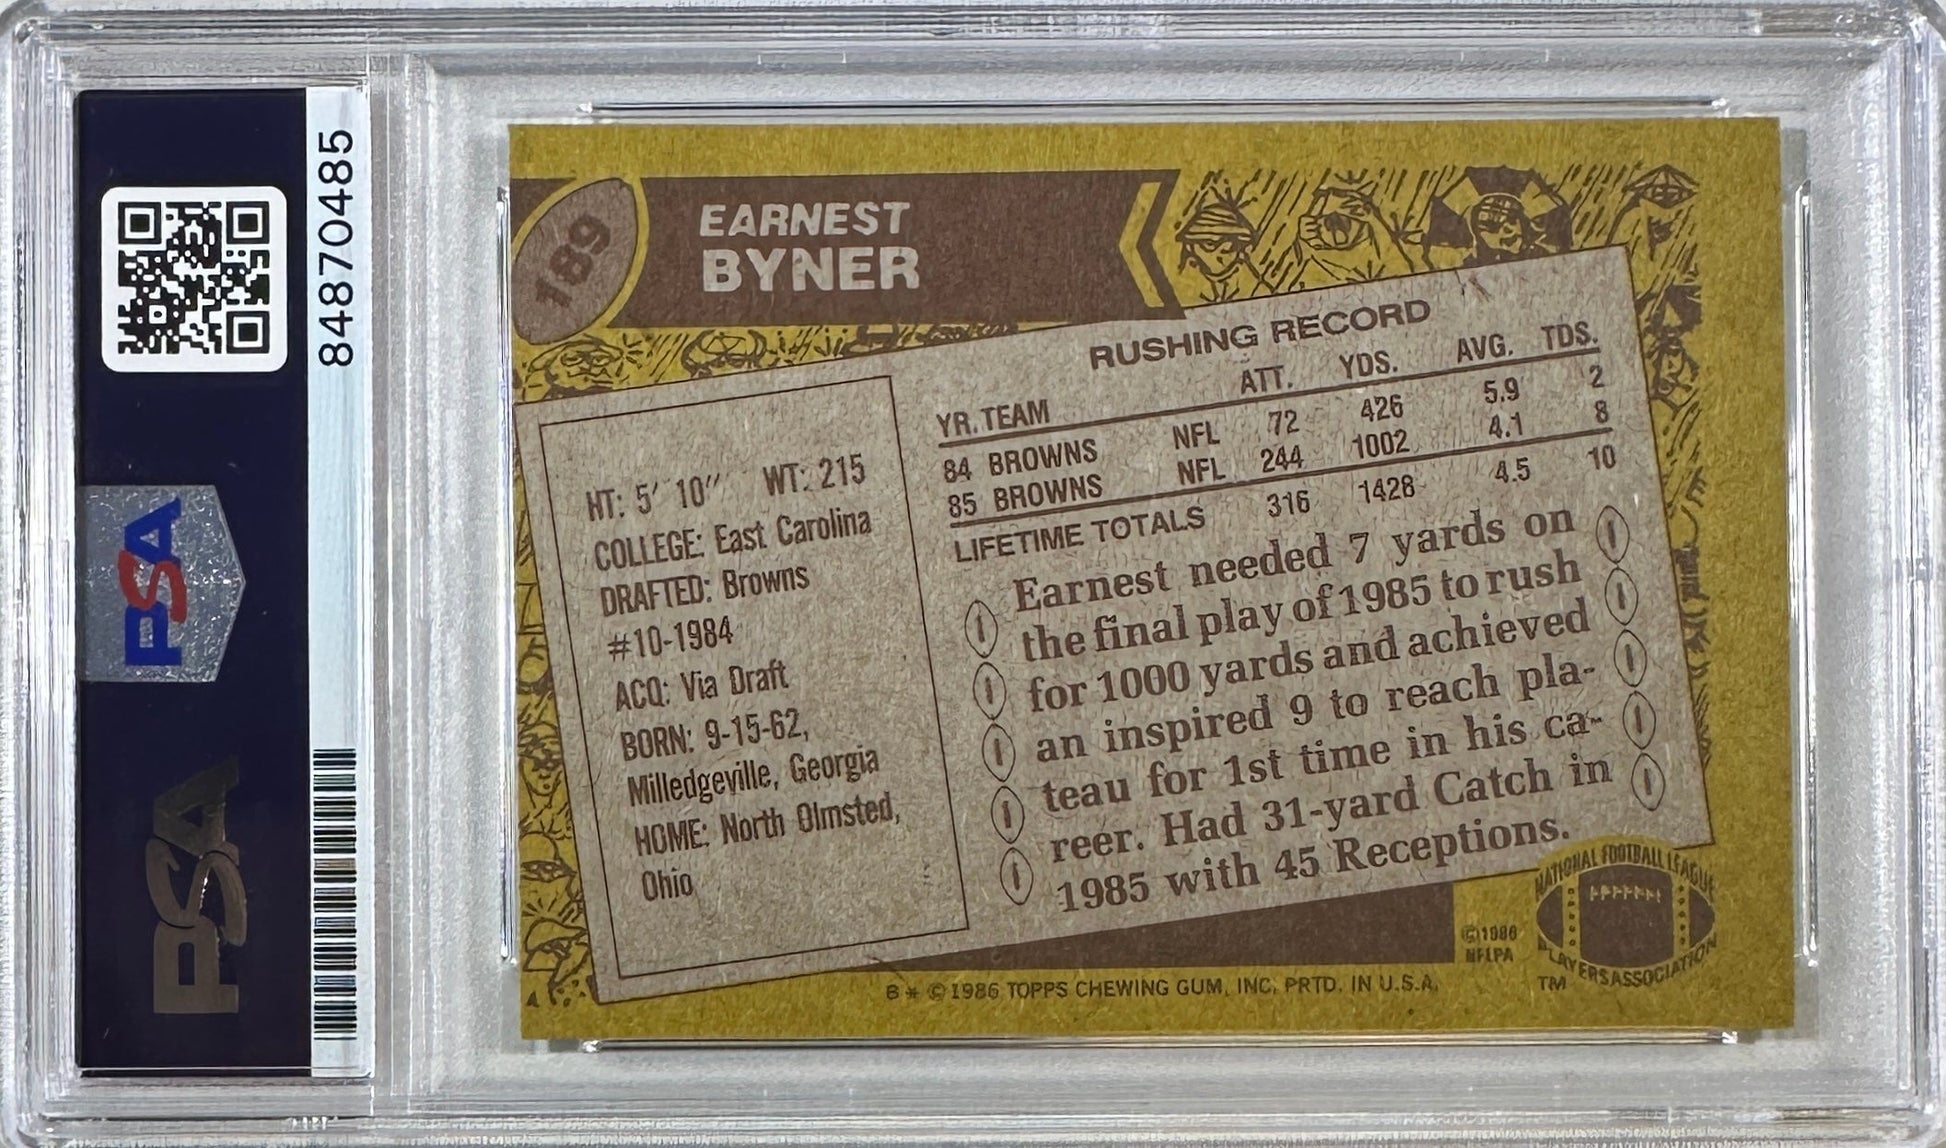 84870485
PSA
PSA
189
EARNEST
BYNER
HT: 5' 10" WT: 215
COLLEGE: East Carolina
DRAFTED: Browns
#10-1984
ACQ: Via Draft
BORN: 9-15-62,
Milledgeville, Georgia
HOME: North Olmsted,
Ohio
RUSHING RECORD
YR. TEAM ATT. YDS. AVG. TDS.
84 BROWNS NFL 72 426 5.9 2
85 BROWNS NFL 244 1002 4.1 8
LIFETIME TOTALS 316 1428 4.5 10
Earnest needed 7 yards on
the final play of 1985 to rush
for 1000 yards and achieved
an inspired 9 to reach pla-
teau for 1st time in his ca-
reer. Had 31-yard Catch in
1985 with 45 Receptions.
©1986
NFLPA
NATIONAL FOOTBALL LEAGUE
PLAYERS ASSOCIATION
TM
B * © 1986 TOPPS CHEWING GUM, INC. PRTD. IN U.S.A.